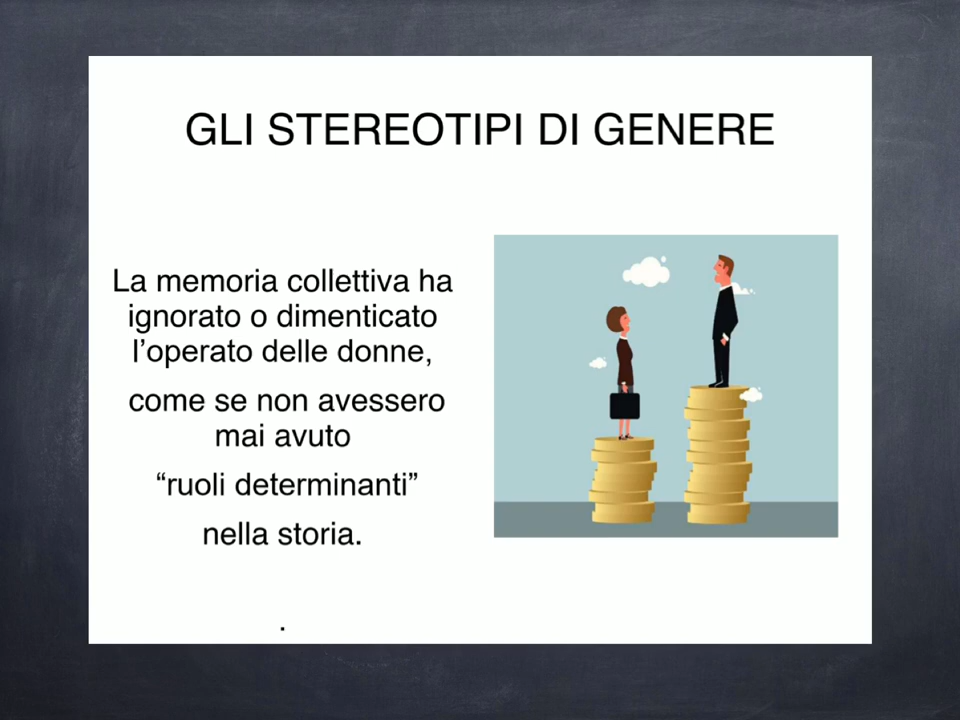 GLI STEREOTIPI DI GENERE
La memoria collettiva ha
ignorato o dimenticato
l’operato delle donne,
come se non avessero
mai avuto
“ruoli determinanti”
nella storia.
.